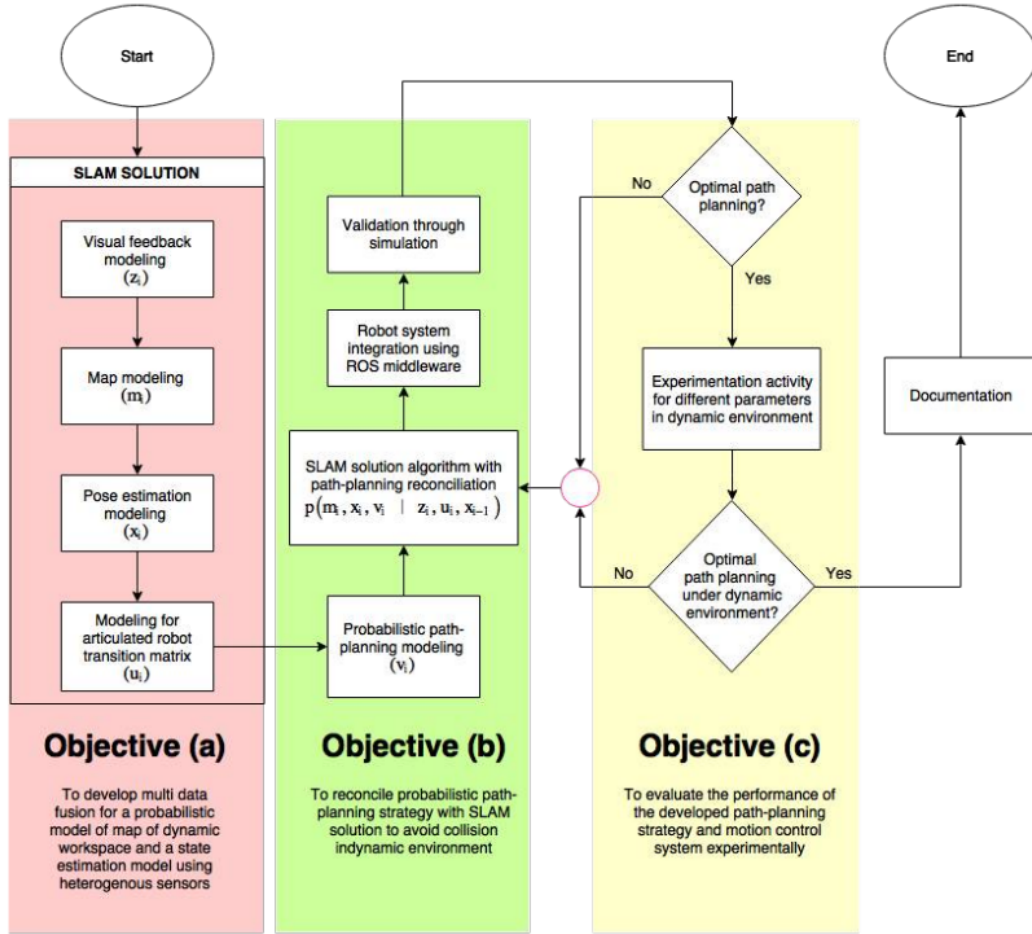 Start
End
SLAM SOLUTION
Visual feedback
modeling
(zᵢ)
Map modeling
(mᵢ)
Pose estimation
modeling
(xᵢ)
Modeling for
articulated robot
transition matrix
(uᵢ)
Objective (a)
To develop multi data
fusion for a probabilistic
model of map of dynamic
workspace and a state
estimation model using
heterogenous sensors
Validation through
simulation
Robot system
integration using
ROS middleware
SLAM solution algorithm with
path-planning reconciliation
p(mᵢ, xᵢ, vᵢ | zᵢ, uᵢ, xᵢ₋₁)
Probabilistic path-
planning modeling
(vᵢ)
Objective (b)
To reconcile probabilistic path-
planning strategy with SLAM
solution to avoid collision
indynamic environment
No
Optimal path
planning?
Yes
Experimentation activity
for different parameters
in dynamic environment
No
Optimal
path planning
under dynamic
environment?
Yes
Objective (c)
To evaluate the performance of
the developed path-planning
strategy and motion control
system experimentally
Documentation